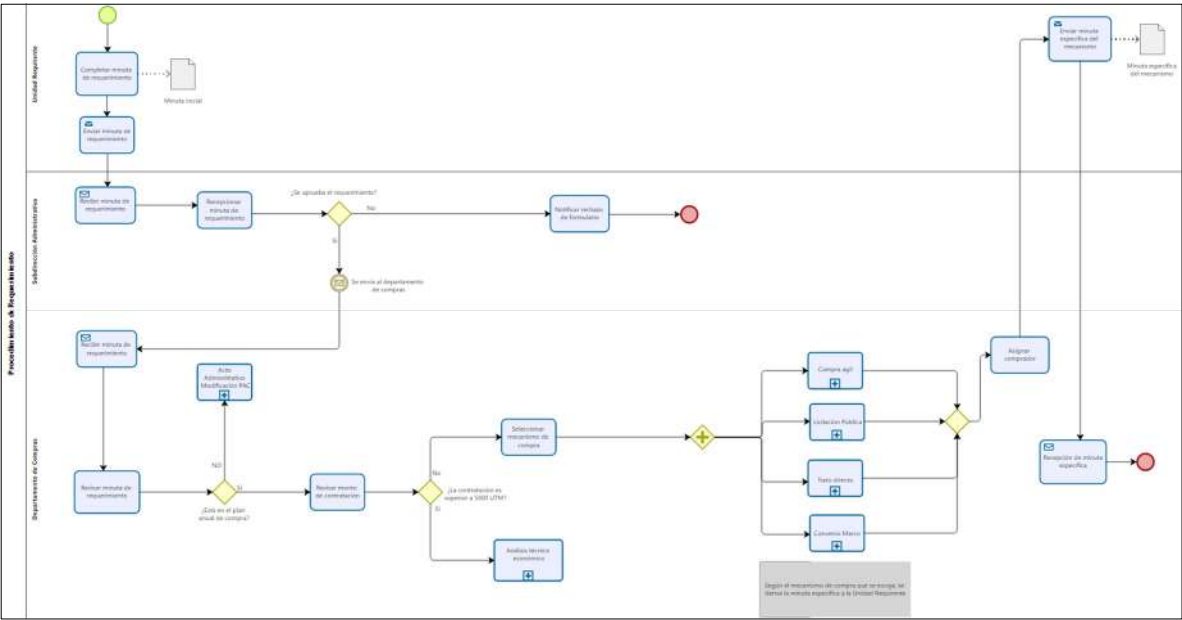 Procedimiento de Requerimiento
Unidad Requirente
Completar minuta
de requerimiento
Minuta inicial
Enviar minuta de
requerimiento
Enviar minuta
específica del
mecanismo
Minuta específica
del mecanismo
Subdirección Administrativa
Recibir minuta de
requerimiento
Recepcionar
minuta de
requerimiento
¿Se aprueba el requerimiento?
No
Si
Notificar rechazo
de formulario
Se envía al departamento
de compras
Departamento de Compras
Recibir minuta de
requerimiento
Acto
Administrativo
Modificación PAC
NO
SI
Revisar minuta de
requerimiento
¿Está en el plan
anual de compra?
Revisar monto
de contratación
Seleccionar
mecanismo de
compra
No
¿La contratación es
superior a 5000 UTM?
Si
Análisis técnico
económico
Compra ágil
Licitación Pública
Trato directo
Convenio Marco
Asignar
comprador
Recepción de minuta
específica
Según el mecanismo de compra que se escoja, se
deriva la minuta específica a la Unidad Requirente